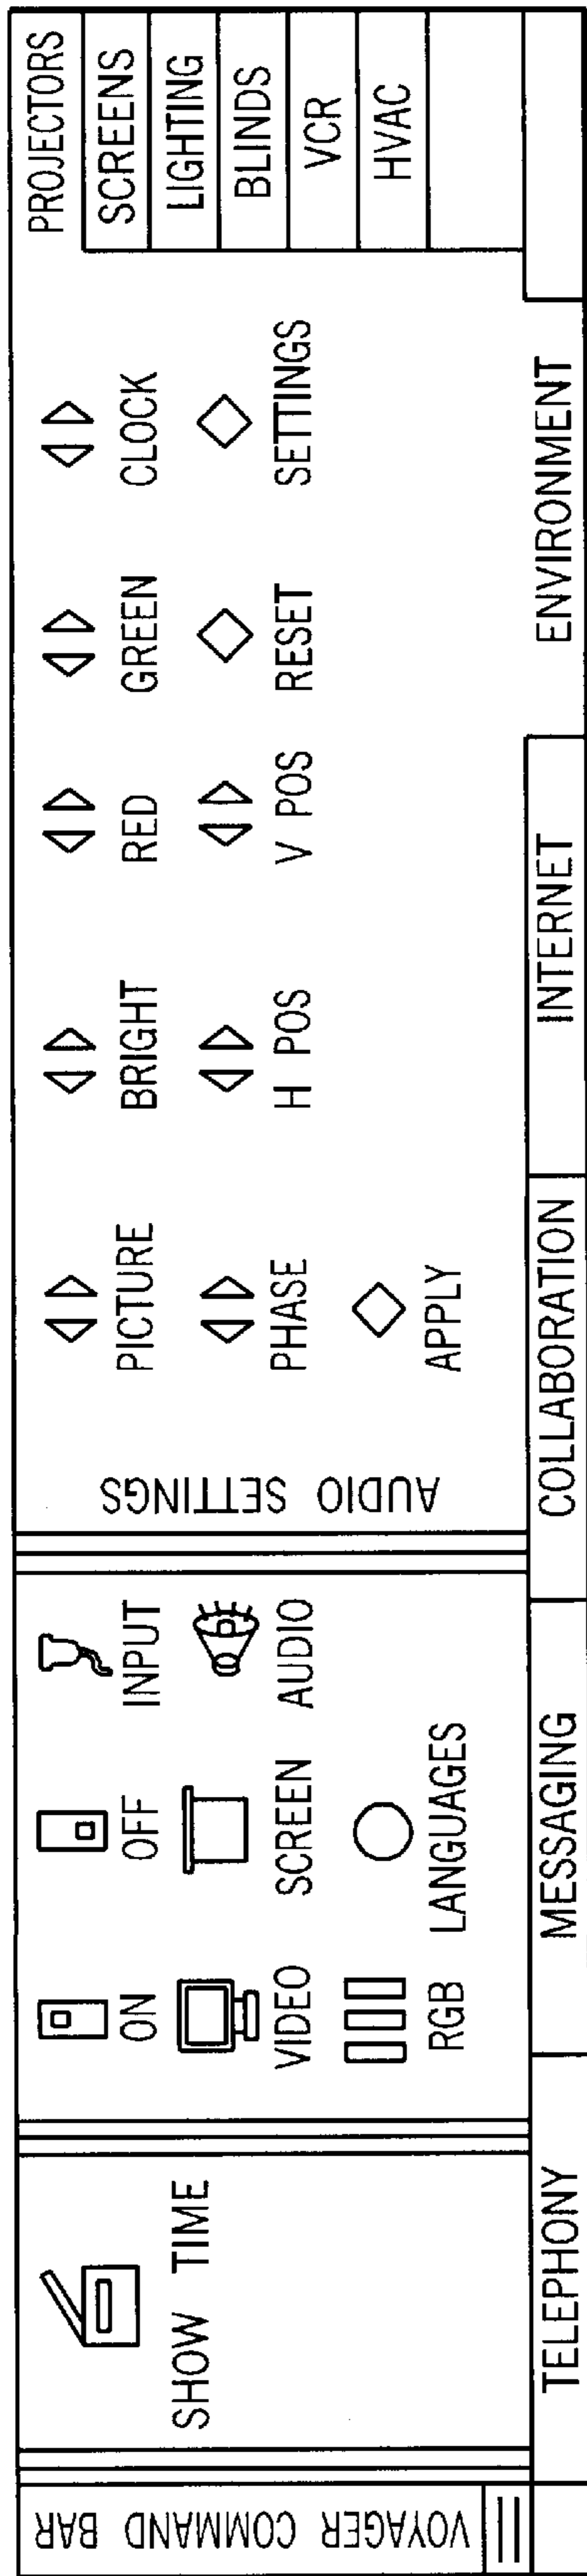 VOYAGER COMMAND BAR
SHOW TIME
ON OFF INPUT
VIDEO SCREEN AUDIO
RGB LANGUAGES
AUDIO SETTINGS
PICTURE BRIGHT RED GREEN CLOCK
PHASE H POS V POS RESET SETTINGS
APPLY
PROJECTORS
SCREENS
LIGHTING
BLINDS
VCR
HVAC
TELEPHONY MESSAGING COLLABORATION INTERNET ENVIRONMENT